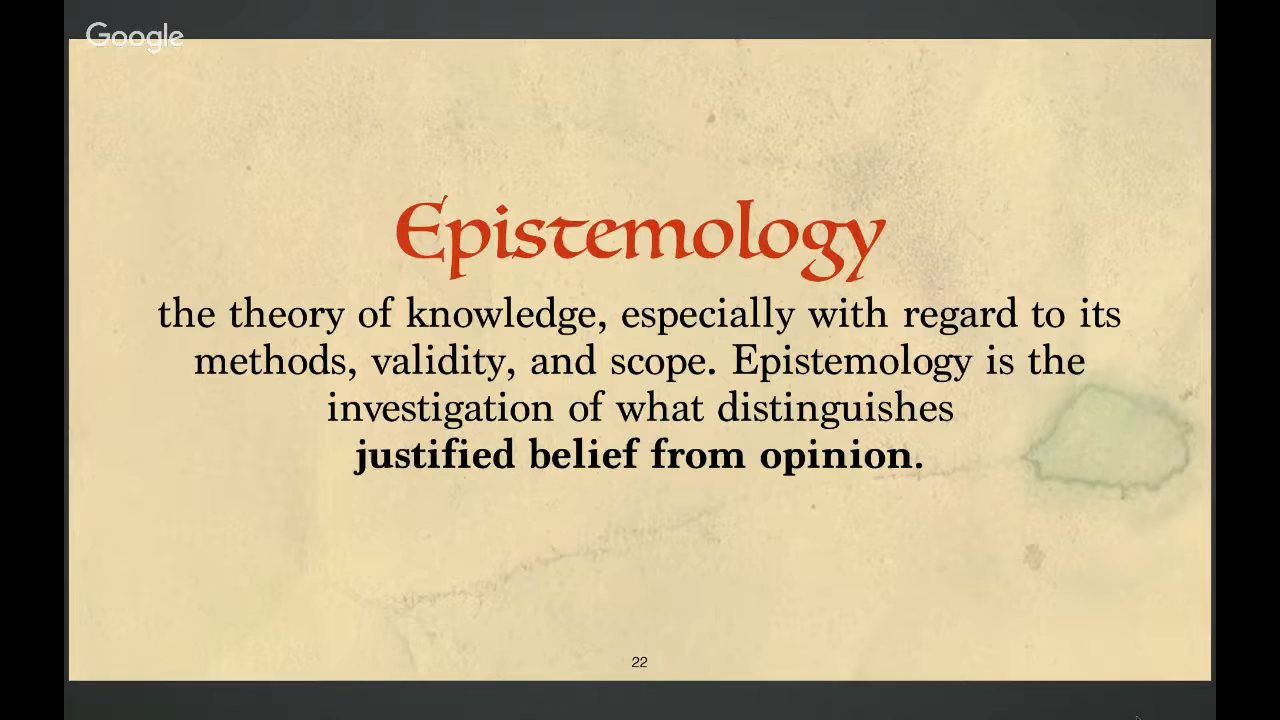 Google
Epistemology
the theory of knowledge, especially with regard to its
methods, validity, and scope. Epistemology is the
investigation of what distinguishes
justified belief from opinion.
22